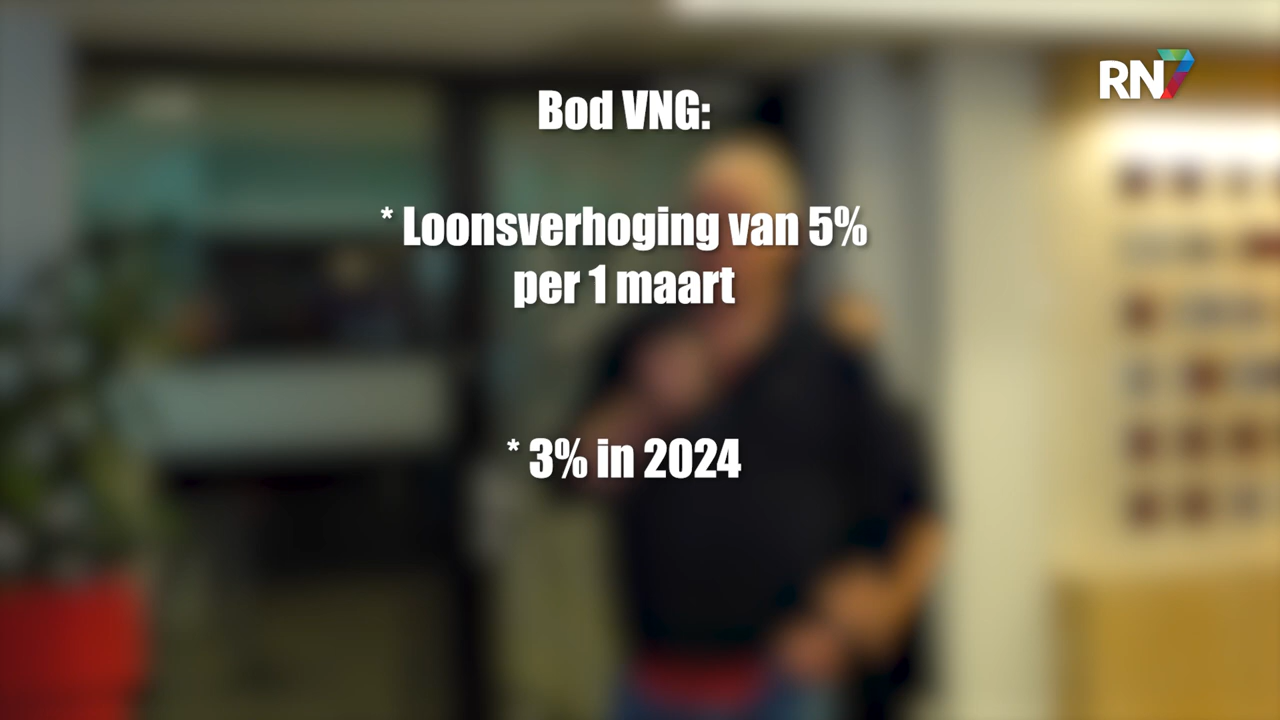 RN7
Bod VNG:
* Loonsverhoging van 5%
per 1 maart
* 3% in 2024